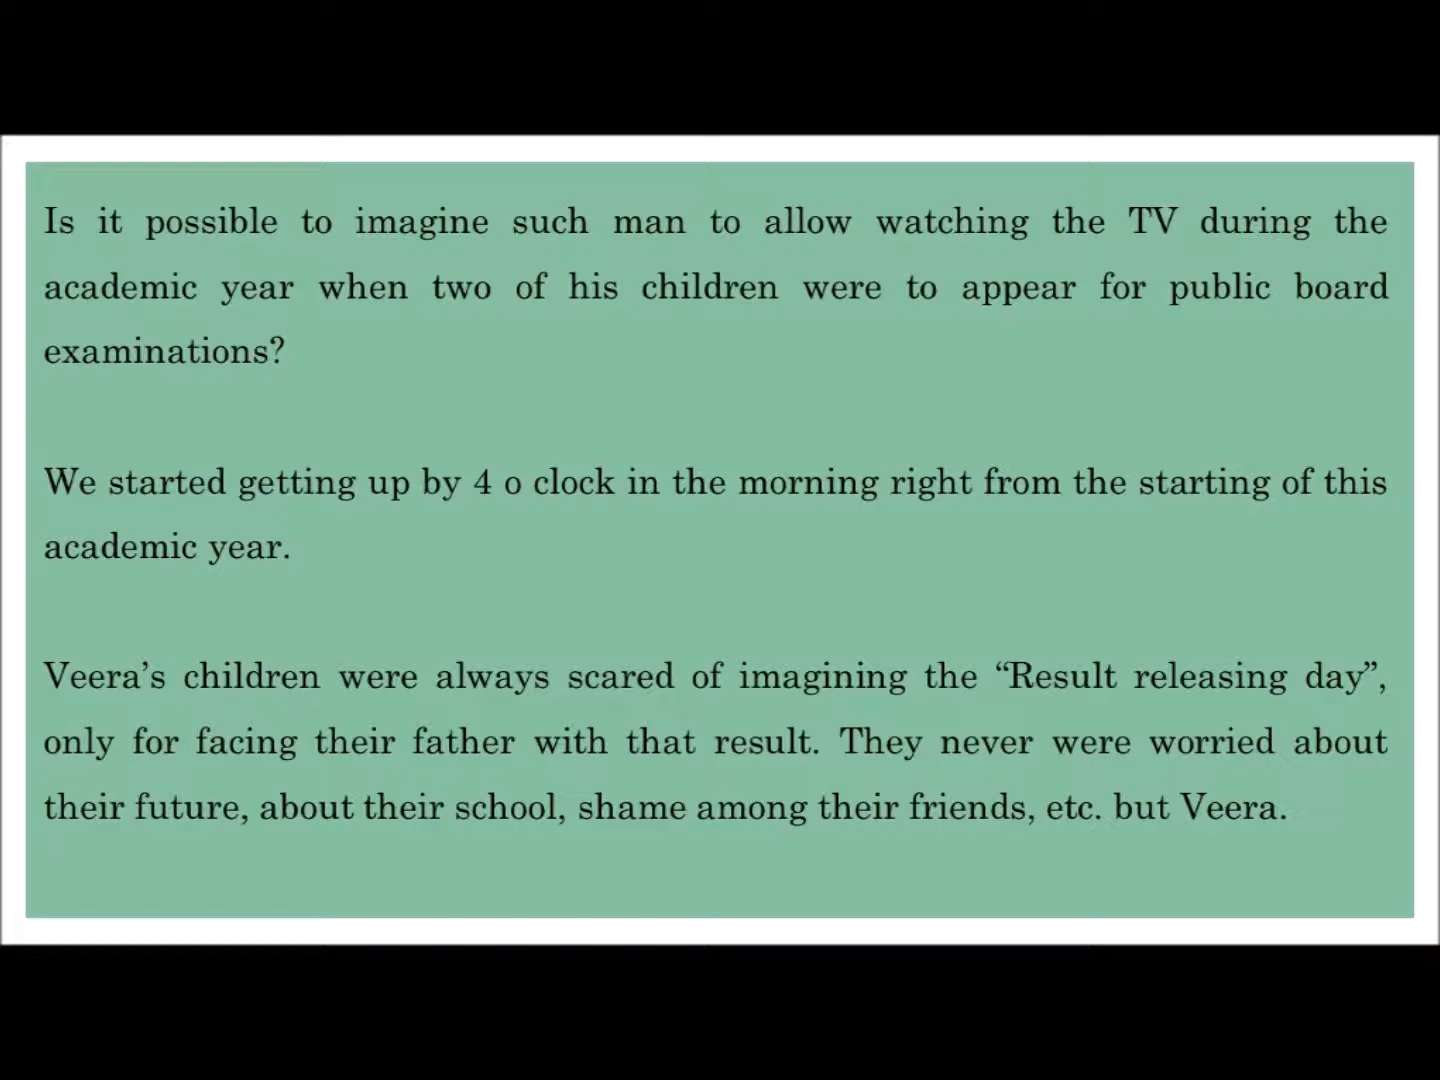 Is it possible to imagine such man to allow watching the TV during the
academic year when two of his children were to appear for public board
examinations?
We started getting up by 4 o clock in the morning right from the starting of this
academic year.
Veera’s children were always scared of imagining the “Result releasing day”,
only for facing their father with that result. They never were worried about
their future, about their school, shame among their friends, etc. but Veera.